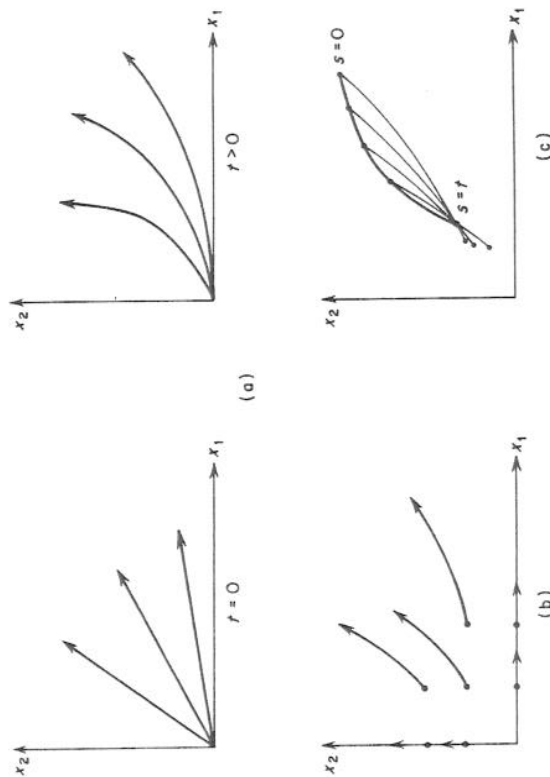 x₂
x₁
t = 0
x₂
x₁
t > 0
(a)
x₂
x₁
(b)
x₂
s = 0
s = t
x₁
(c)